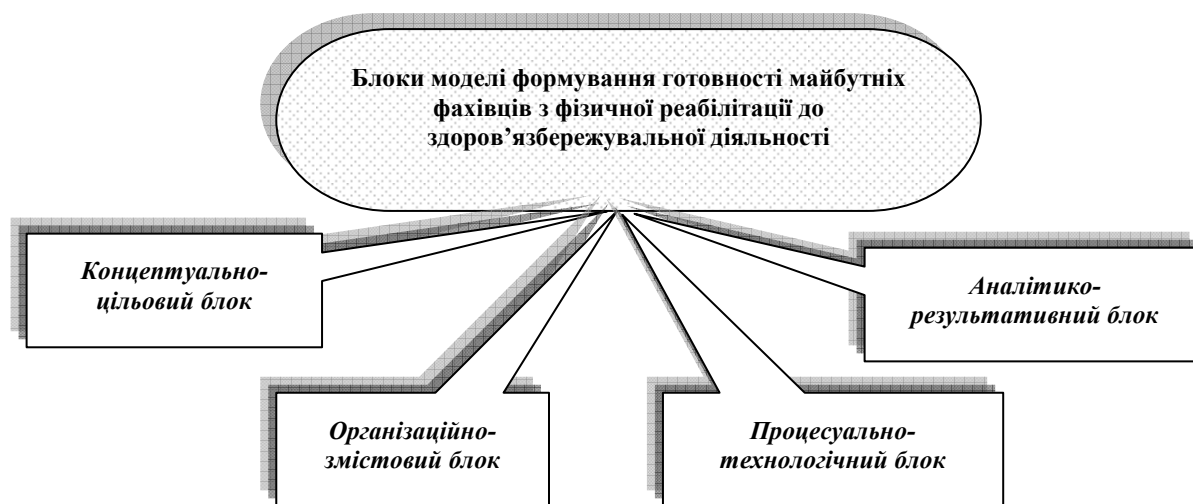 Блоки моделі формування готовності майбутніх
фахівців з фізичної реабілітації до
здоров’язбережувальної діяльності
Концептуально-
цільовий блок
Аналітико-
результативний блок
Організаційно-
змістовий блок
Процесуально-
технологічний блок